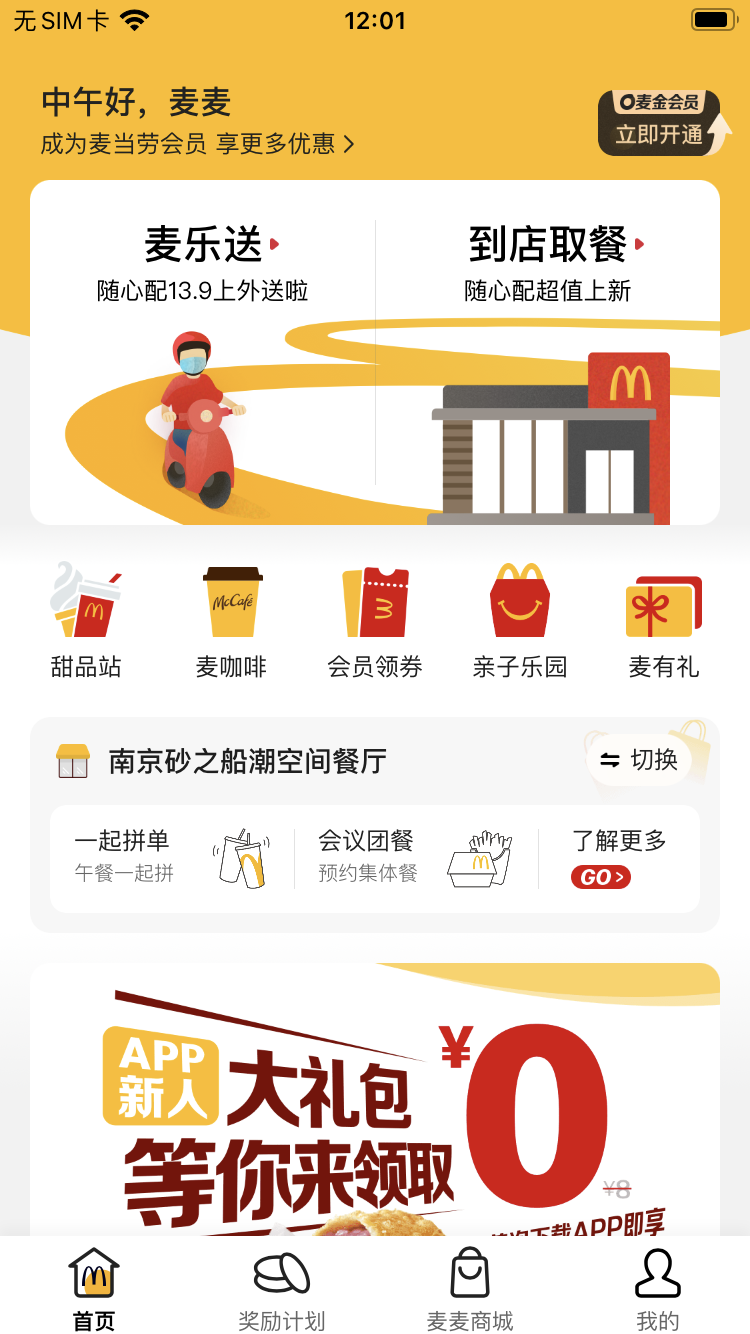 无SIM卡 12:01
中午好，麦麦
成为麦当劳会员 享更多优惠
麦金会员
立即开通
麦乐送
随心配13.9上外送啦
到店取餐
随心配超值上新
McCafé
甜品站
麦咖啡
会员领券
亲子乐园
麦有礼
南京砂之船潮空间餐厅
切换
一起拼单
午餐一起拼
会议团餐
预约集体餐
了解更多
GO >
APP
新人
大礼包
等你来领取
¥0
¥8
下载APP即享
首页
奖励计划
麦麦商城
我的